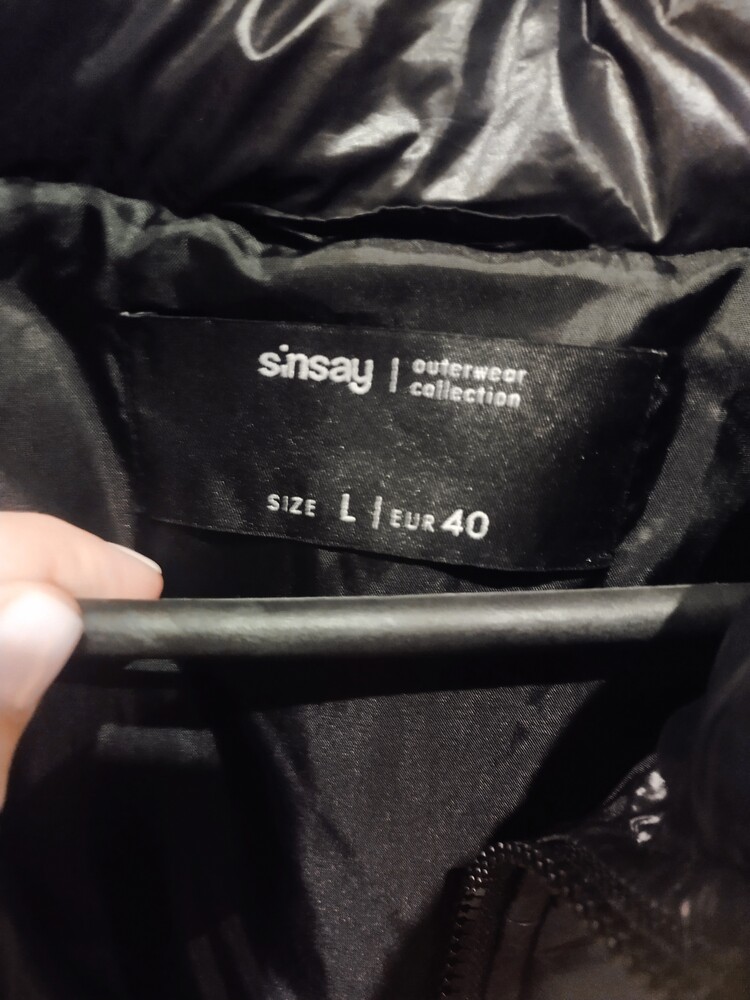 sinsay | outerwear
collection
SIZE L | EUR 40